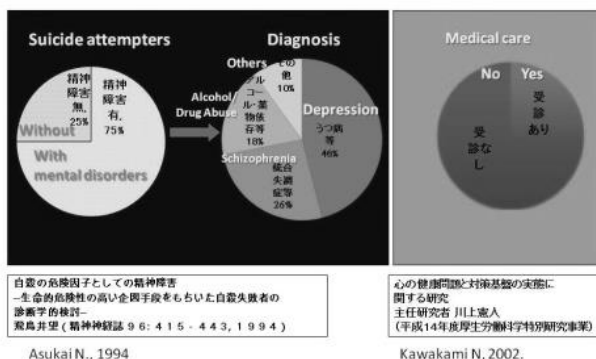 Suicide attempters
Diagnosis
精神
障害
無,
25%
精神
障害
有,
75%
Without
With
mental disorders
Others
その
他
10%
Alcohol/
Drug Abuse
アル
コー
ル・薬
物依
存等
18%
Depression
うつ病
等
46%
Schizophrenia
統合
失調
症等
26%
Medical care
No
Yes
受
診
あり
受
診な
し
自殺の危険因子としての精神障害
–生命的危険性の高い企図手段をもちいた自殺失敗者の
診断学的検討–
飛鳥井望(精神神経誌 96: 415 - 443, 1994)
心の健康問題と対策基盤の実態に
関する研究
主任研究者 川上憲人
(平成14年度厚生労働科学特別研究事業)
Asukai N., 1994
Kawakami N, 2002.